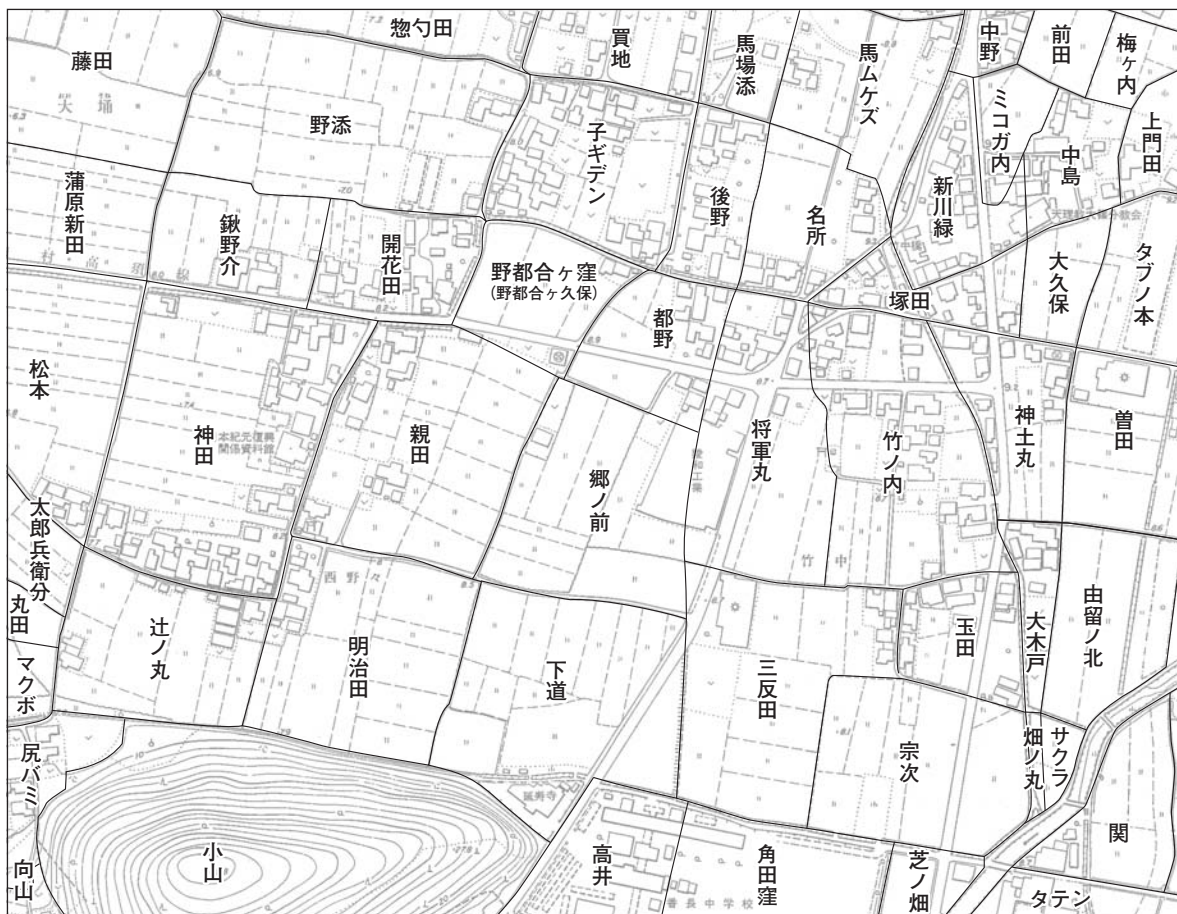 惣勺田
買地
馬場添
馬ムケズ
中野
前田
梅ヶ内
藤田
野添
子ギデン
後野
名所
新川緑
ミコガ内
中島
上門田
蒲原新田
鍬野介
開花田
野都合ヶ窪
(野都合ヶ久保)
都野
塚田
大久保
タブノ本
松本
神田
親田
郷ノ前
将軍丸
竹ノ内
神土丸
曽田
太郎兵衛分
丸田
マクボ
辻ノ丸
西野々
明治田
下道
竹中
三反田
玉田
大木戸
由留ノ北
宗次
畑ノ丸
サクラ
関
尻バミ
向山
小山
延寿寺
高井
角田窪
芝ノ畑
タテン